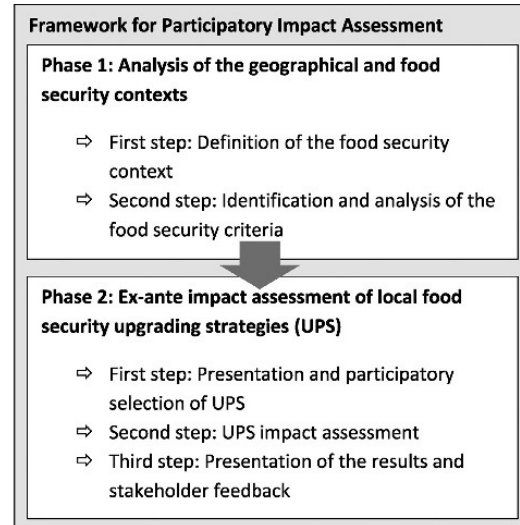 Framework for Participatory Impact Assessment
Phase 1: Analysis of the geographical and food
security contexts
⇨ First step: Definition of the food security
context
⇨ Second step: Identification and analysis of the
food security criteria
Phase 2: Ex-ante impact assessment of local food
security upgrading strategies (UPS)
⇨ First step: Presentation and participatory
selection of UPS
⇨ Second step: UPS impact assessment
⇨ Third step: Presentation of the results and
stakeholder feedback